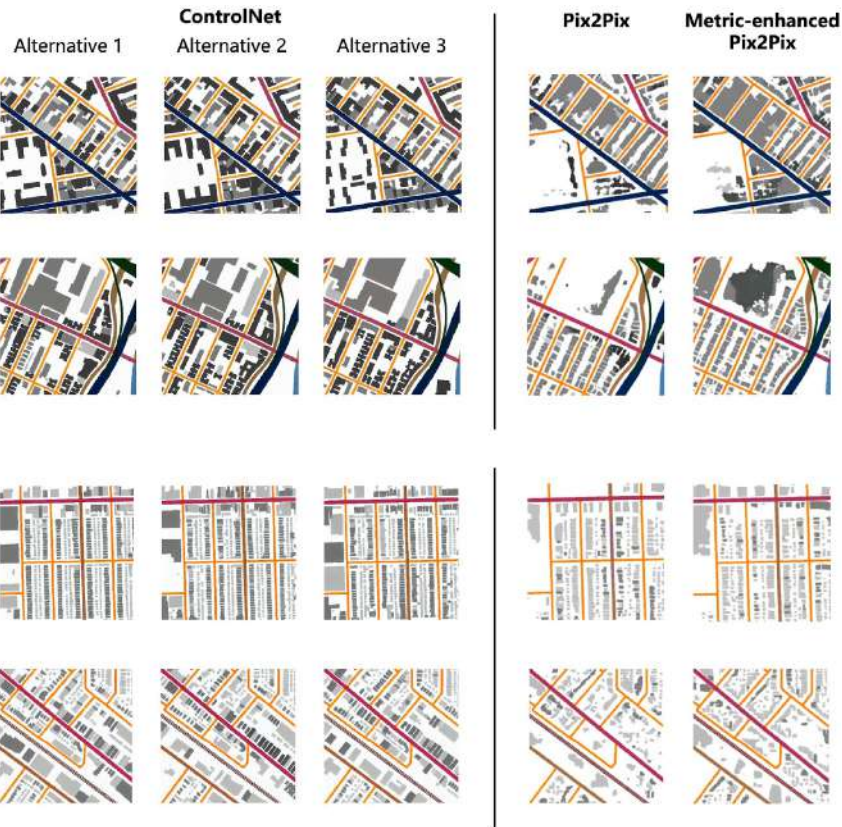 ControlNet
Alternative 1
Alternative 2
Alternative 3
Pix2Pix
Metric-enhanced
Pix2Pix